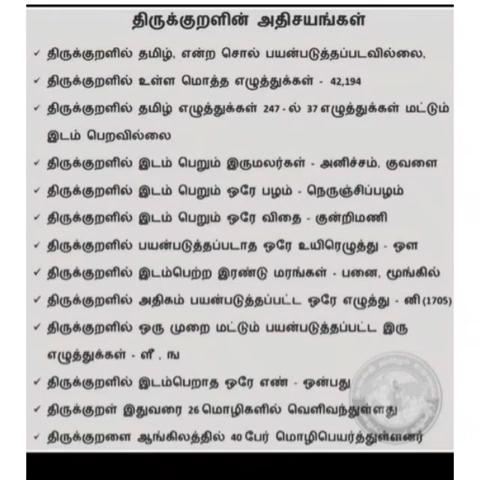 திருக்குறளின் அதிசயங்கள்
✓ திருக்குறளில் தமிழ், என்ற சொல் பயன்படுத்தப்படவில்லை.
✓ திருக்குறளில் உள்ள மொத்த எழுத்துக்கள் - 42,194
✓ திருக்குறளில் தமிழ் எழுத்துக்கள் 247 - ல் 37 எழுத்துக்கள் மட்டும்
இடம் பெறவில்லை
✓ திருக்குறளில் இடம் பெறும் இருமலர்கள் - அனிச்சம், குவளை
✓ திருக்குறளில் இடம் பெறும் ஒரே பழம் - நெருஞ்சிப்பழம்
✓ திருக்குறளில் இடம் பெறும் ஒரே விதை - குன்றிமணி
✓ திருக்குறளில் பயன்படுத்தப்படாத ஒரே உயிரெழுத்து - ஔ
✓ திருக்குறளில் இடம்பெற்ற இரண்டு மரங்கள் - பனை, மூங்கில்
✓ திருக்குறளில் அதிகம் பயன்படுத்தப்பட்ட ஒரே எழுத்து - னி (1705)
✓ திருக்குறளில் ஒரு முறை மட்டும் பயன்படுத்தப்பட்ட இரு
எழுத்துக்கள் - ளீ , ங
✓ திருக்குறளில் இடம்பெறாத ஒரே எண் - ஒன்பது
✓ திருக்குறள் இதுவரை 26 மொழிகளில் வெளிவந்துள்ளது
✓ திருக்குறளை ஆங்கிலத்தில் 40 பேர் மொழிபெயர்த்துள்ளனர்